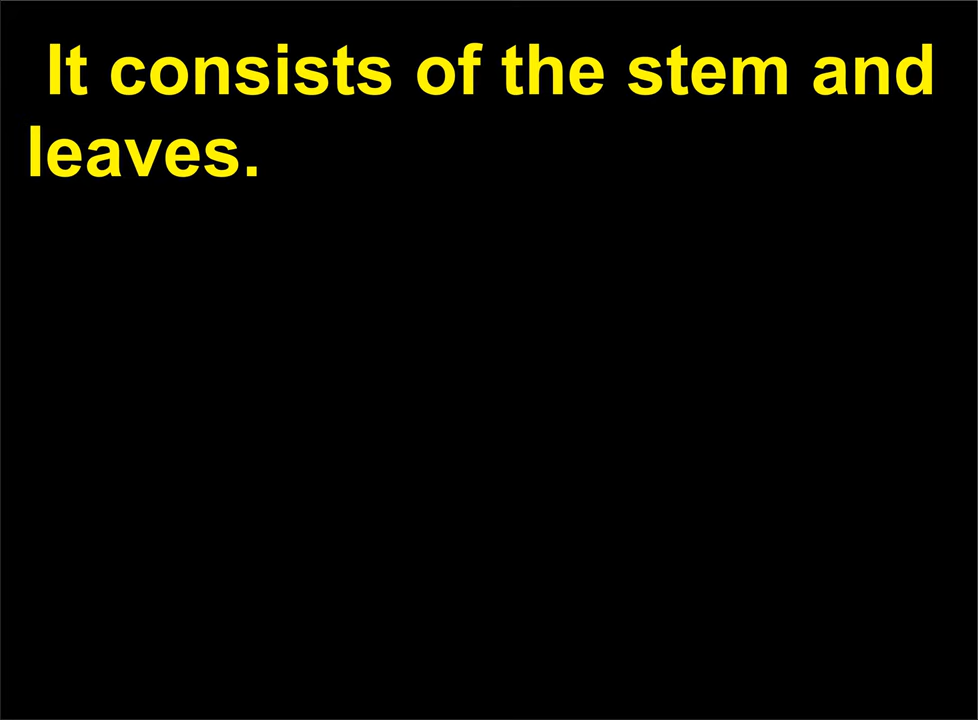 It consists of the stem and
leaves.